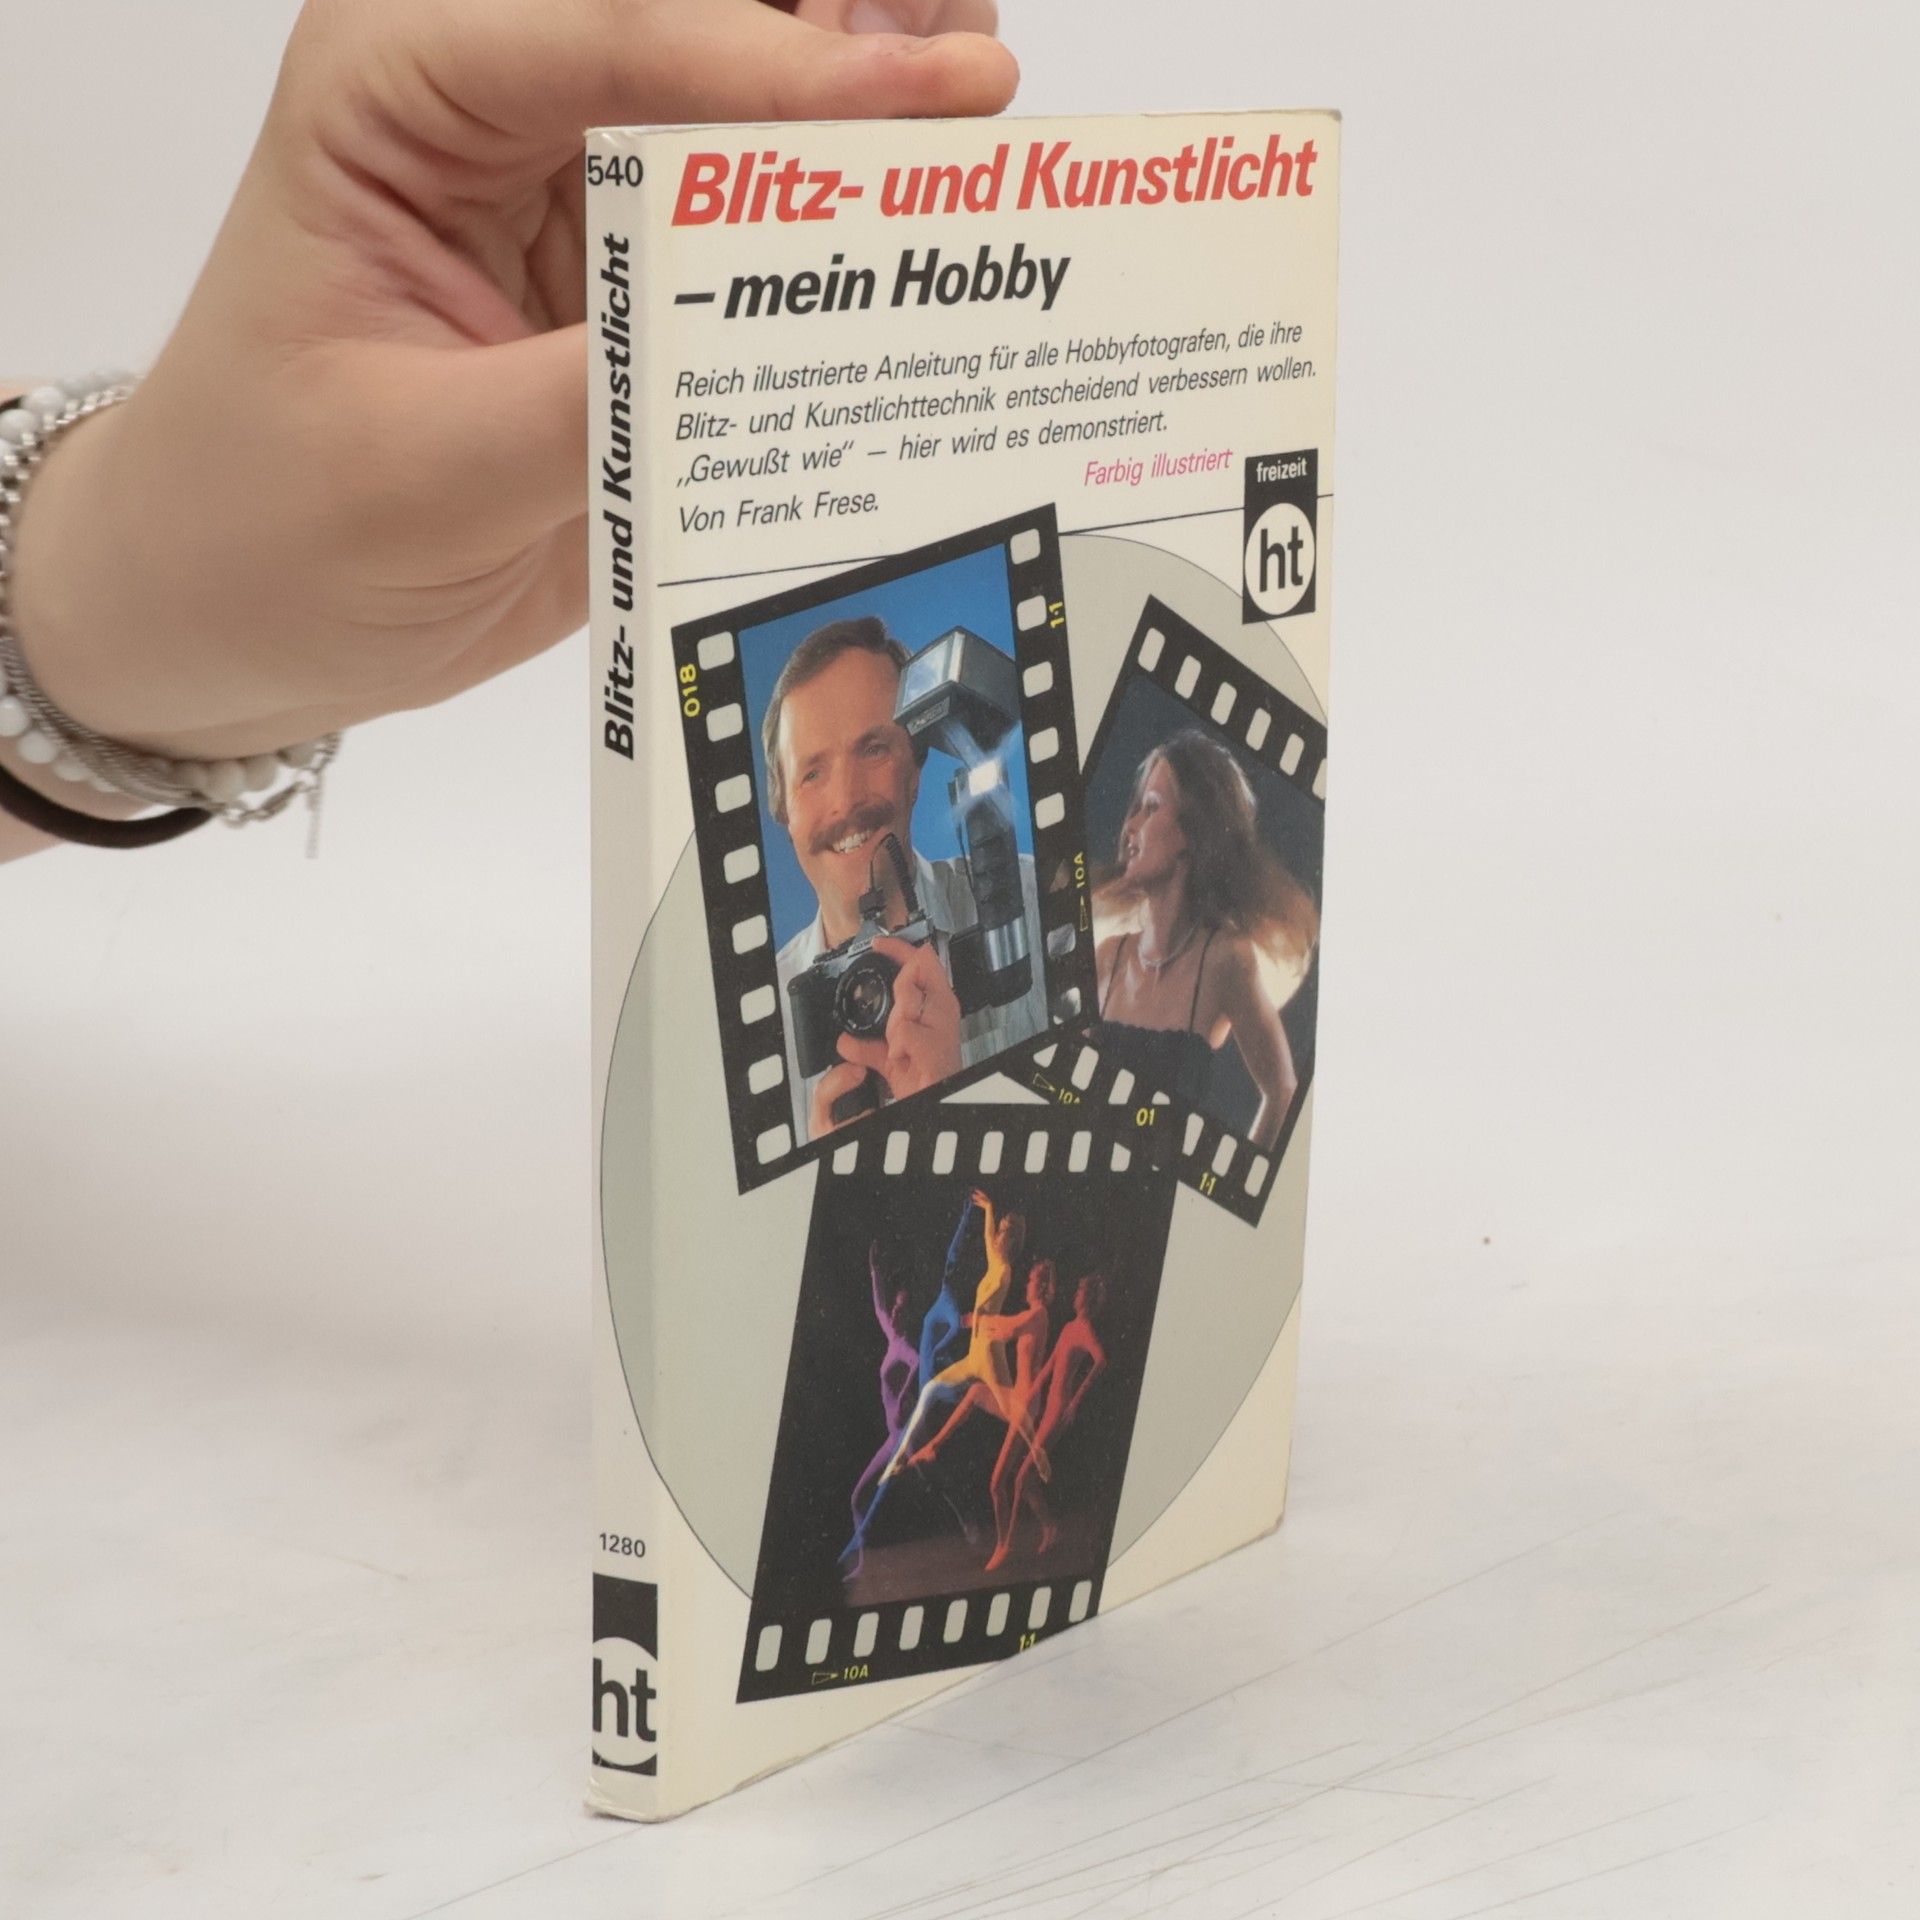 540
Blitz- und Kunstlicht
1280
ht
Blitz- und Kunstlicht
– mein Hobby
Reich illustrierte Anleitung für alle Hobbyfotografen, die ihre
Blitz- und Kunstlichttechnik entscheidend verbessern wollen.
„Gewußt wie“ – hier wird es demonstriert.
Von Frank Frese.
Farbig illustriert
freizeit
ht
018
1·1
10A
10A
01
1·1
10A
1·1